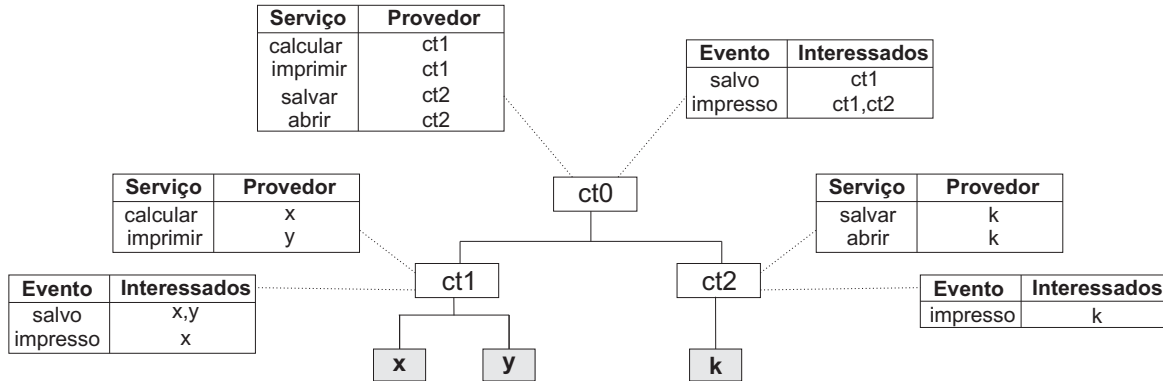 Serviço Provedor
calcular ct1
imprimir ct1
salvar ct2
abrir ct2
Evento Interessados
salvo ct1
impresso ct1,ct2
ct0
Serviço Provedor
calcular x
imprimir y
Serviço Provedor
salvar k
abrir k
ct1
ct2
Evento Interessados
salvo x,y
impresso x
Evento Interessados
impresso k
x
y
k